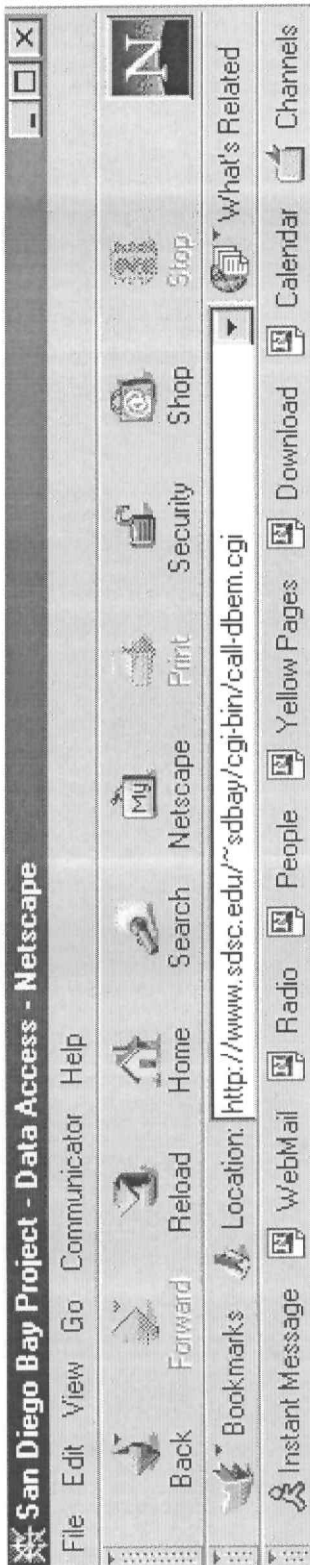 San Diego Bay Project - Data Access - Netscape
File Edit View Go Communicator Help
Back Forward Reload Home Search Netscape Print Security Shop Stop
My
N
Bookmarks Location: http://www.sdsc.edu/~sdbay/cgi-bin/call-dbem.cgi What's Related
Instant Message WebMail Radio People Yellow Pages Download Calendar Channels